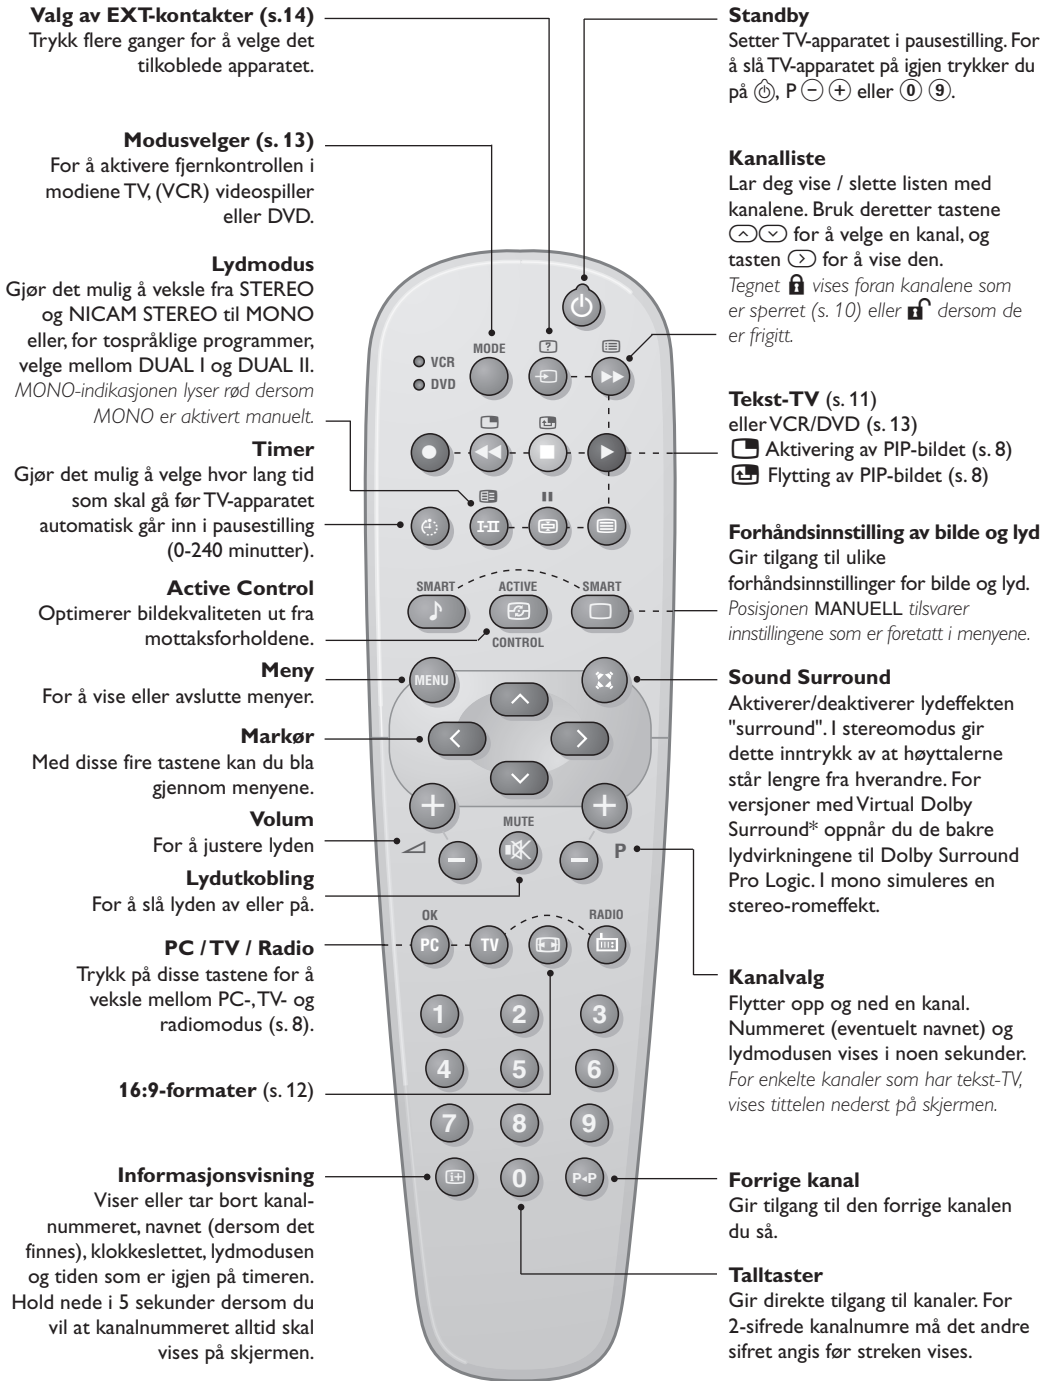 Valg av EXT-kontakter (s.14)
Trykk flere ganger for å velge det
tilkoblede apparatet.
Modusvelger (s. 13)
For å aktivere fjernkontrollen i
modiene TV, (VCR) videospiller
eller DVD.
Lydmodus
Gjør det mulig å veksle fra STEREO
og NICAM STEREO til MONO
eller, for tospråklige programmer,
velge mellom DUAL I og DUAL II.
MONO-indikasjonen lyser rød dersom
MONO er aktivert manuelt.
Timer
Gjør det mulig å velge hvor lang tid
som skal gå før TV-apparatet
automatisk går inn i pausestilling
(0-240 minutter).
Active Control
Optimerer bildekvaliteten ut fra
mottaksforholdene.
Meny
For å vise eller avslutte menyer.
Markør
Med disse fire tastene kan du bla
gjennom menyene.
Volum
For å justere lyden
Lydutkobling
For å slå lyden av eller på.
PC / TV / Radio
Trykk på disse tastene for å
veksle mellom PC-, TV- og
radiomodus (s. 8).
16:9-formater (s. 12)
Informasjonsvisning
Viser eller tar bort kanal-
nummeret, navnet (dersom det
finnes), klokkeslettet, lydmodusen
og tiden som er igjen på timeren.
Hold nede i 5 sekunder dersom du
vil at kanalnummeret alltid skal
vises på skjermen.
VCR
DVD
MODE
?
I-II
SMART
ACTIVE
SMART
CONTROL
MENU
MUTE
P
OK
RADIO
PC
TV
1
2
3
4
5
6
7
8
9
i+
0
P◂P
Standby
Setter TV-apparatet i pausestilling. For
å slå TV-apparatet på igjen trykker du
på ⏻, P − + eller 0 9.
Kanalliste
Lar deg vise / slette listen med
kanalene. Bruk deretter tastene
for å velge en kanal, og
tasten for å vise den.
Tegnet 🔒 vises foran kanalene som
er sperret (s. 10) eller 🔓 dersom de
er frigitt.
Tekst-TV (s. 11)
eller VCR/DVD (s. 13)
Aktivering av PIP-bildet (s. 8)
Flytting av PIP-bildet (s. 8)
Forhåndsinnstilling av bilde og lyd
Gir tilgang til ulike
forhåndsinnstillinger for bilde og lyd.
Posisjonen MANUELL tilsvarer
innstillingene som er foretatt i menyene.
Sound Surround
Aktiverer/deaktiverer lydeffekten
"surround". I stereomodus gir
dette inntrykk av at høyttalerne
står lengre fra hverandre. For
versjoner med Virtual Dolby
Surround* oppnår du de bakre
lydvirkningene til Dolby Surround
Pro Logic. I mono simuleres en
stereo-romeffekt.
Kanalvalg
Flytter opp og ned en kanal.
Nummeret (eventuelt navnet) og
lydmodusen vises i noen sekunder.
For enkelte kanaler som har tekst-TV,
vises tittelen nederst på skjermen.
Forrige kanal
Gir tilgang til den forrige kanalen
du så.
Talltaster
Gir direkte tilgang til kanaler. For
2-sifrede kanalnumre må det andre
sifret angis før streken vises.